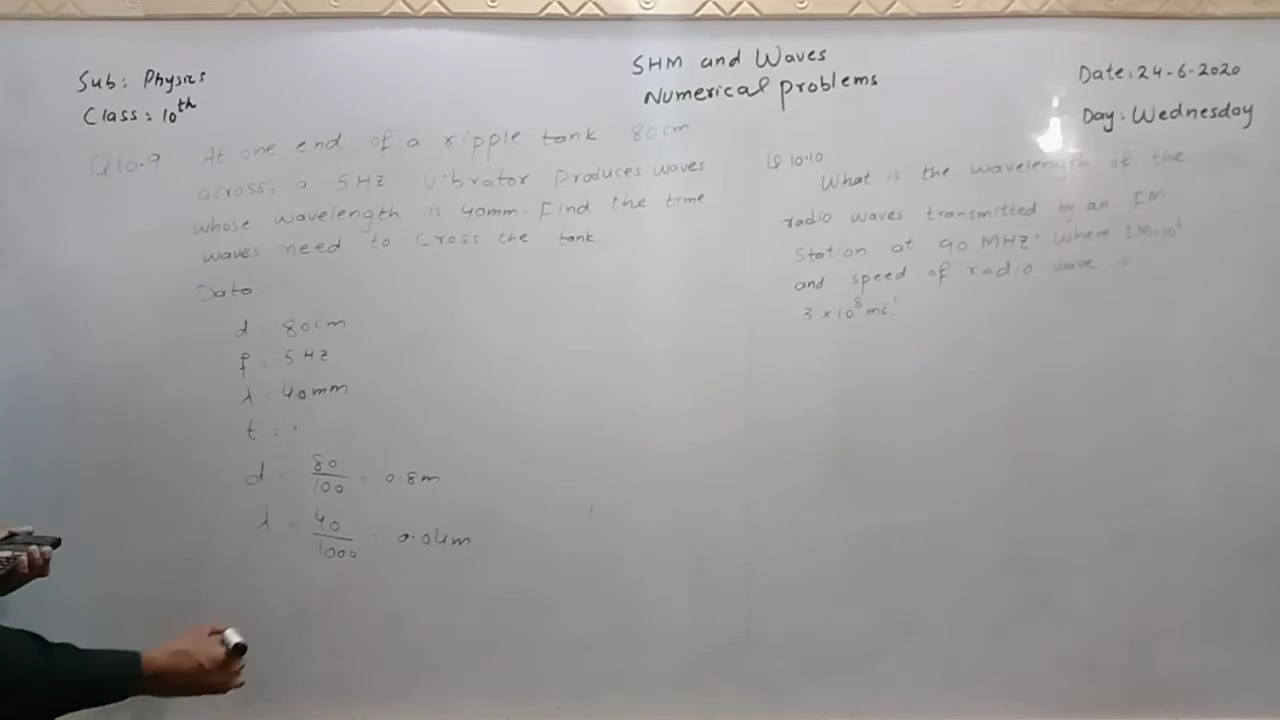 Sub: Physics
Class: 10th
SHM and Waves
Numerical problems
Date: 24-6-2020
Day: Wednesday
Q10.9 At one end of a ripple tank 80cm
across, a 5Hz vibrator produces waves
whose wavelength is 40mm. Find the time
waves need to cross the tank
Data
d = 80cm
f = 5Hz
λ = 40mm
t = ?
d = 80/100 = 0.8m
λ = 40/1000 = 0.04m
Q10.10
What is the wavelength of the
radio waves transmitted by an FM
station at 90 MHz? where 1M=10⁶
and speed of radio wave is
3 × 10⁸ ms⁻¹